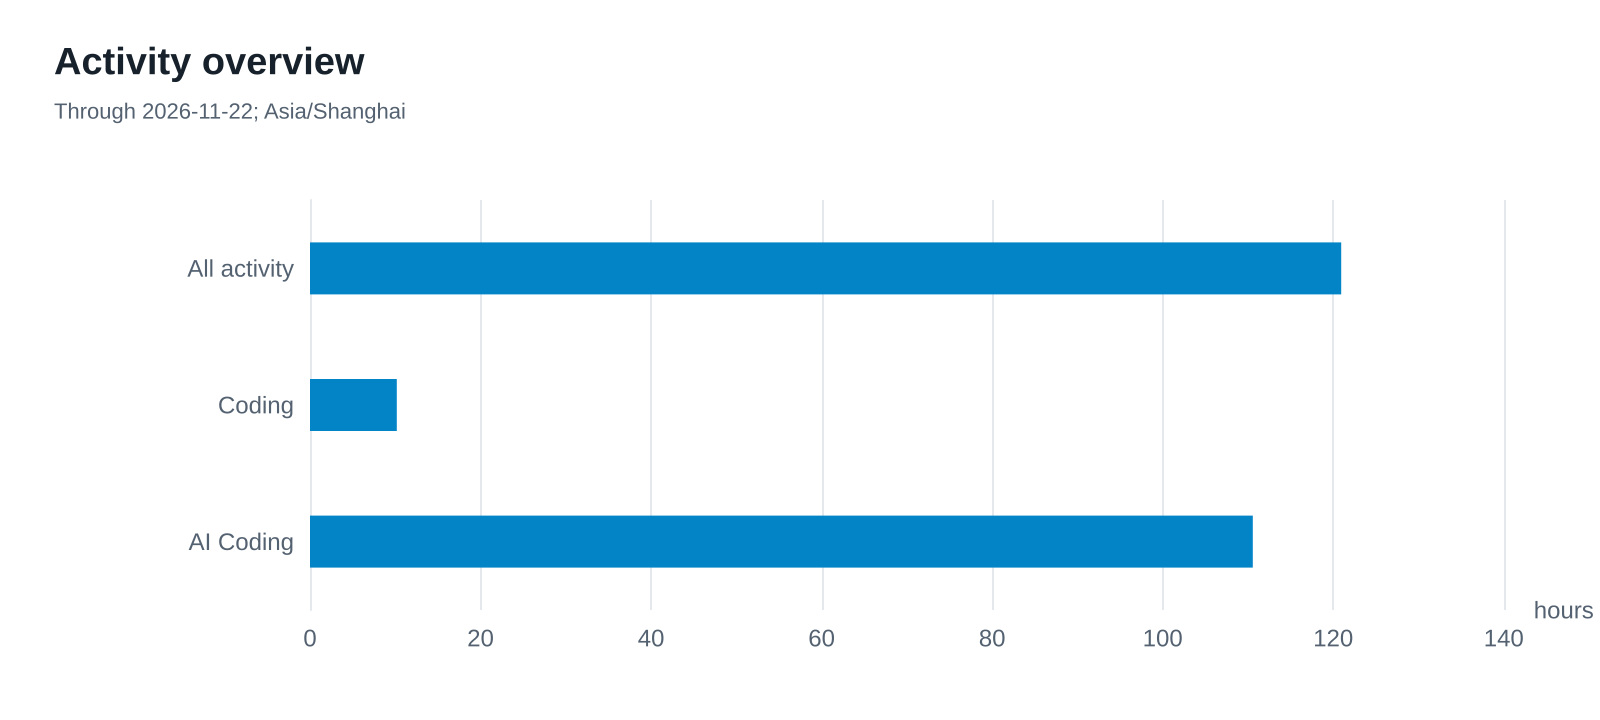 Activity overview
Through 2026-11-22; Asia/Shanghai
All activity
Coding
AI Coding
hours
0 20 40 60 80 100 120 140